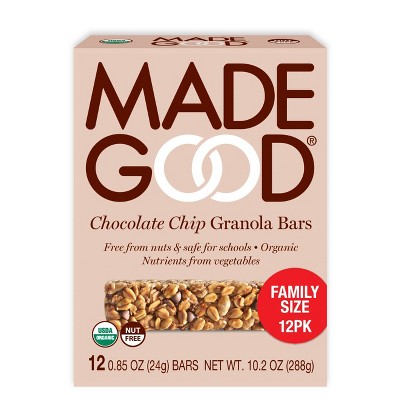 MADE
GOOD®
Chocolate Chip Granola Bars
Free from nuts & safe for schools • Organic
Nutrients from vegetables
FAMILY
SIZE
12PK
USDA
ORGANIC
NUT
FREE
12 0.85 OZ (24g) BARS NET WT. 10.2 OZ (288g)